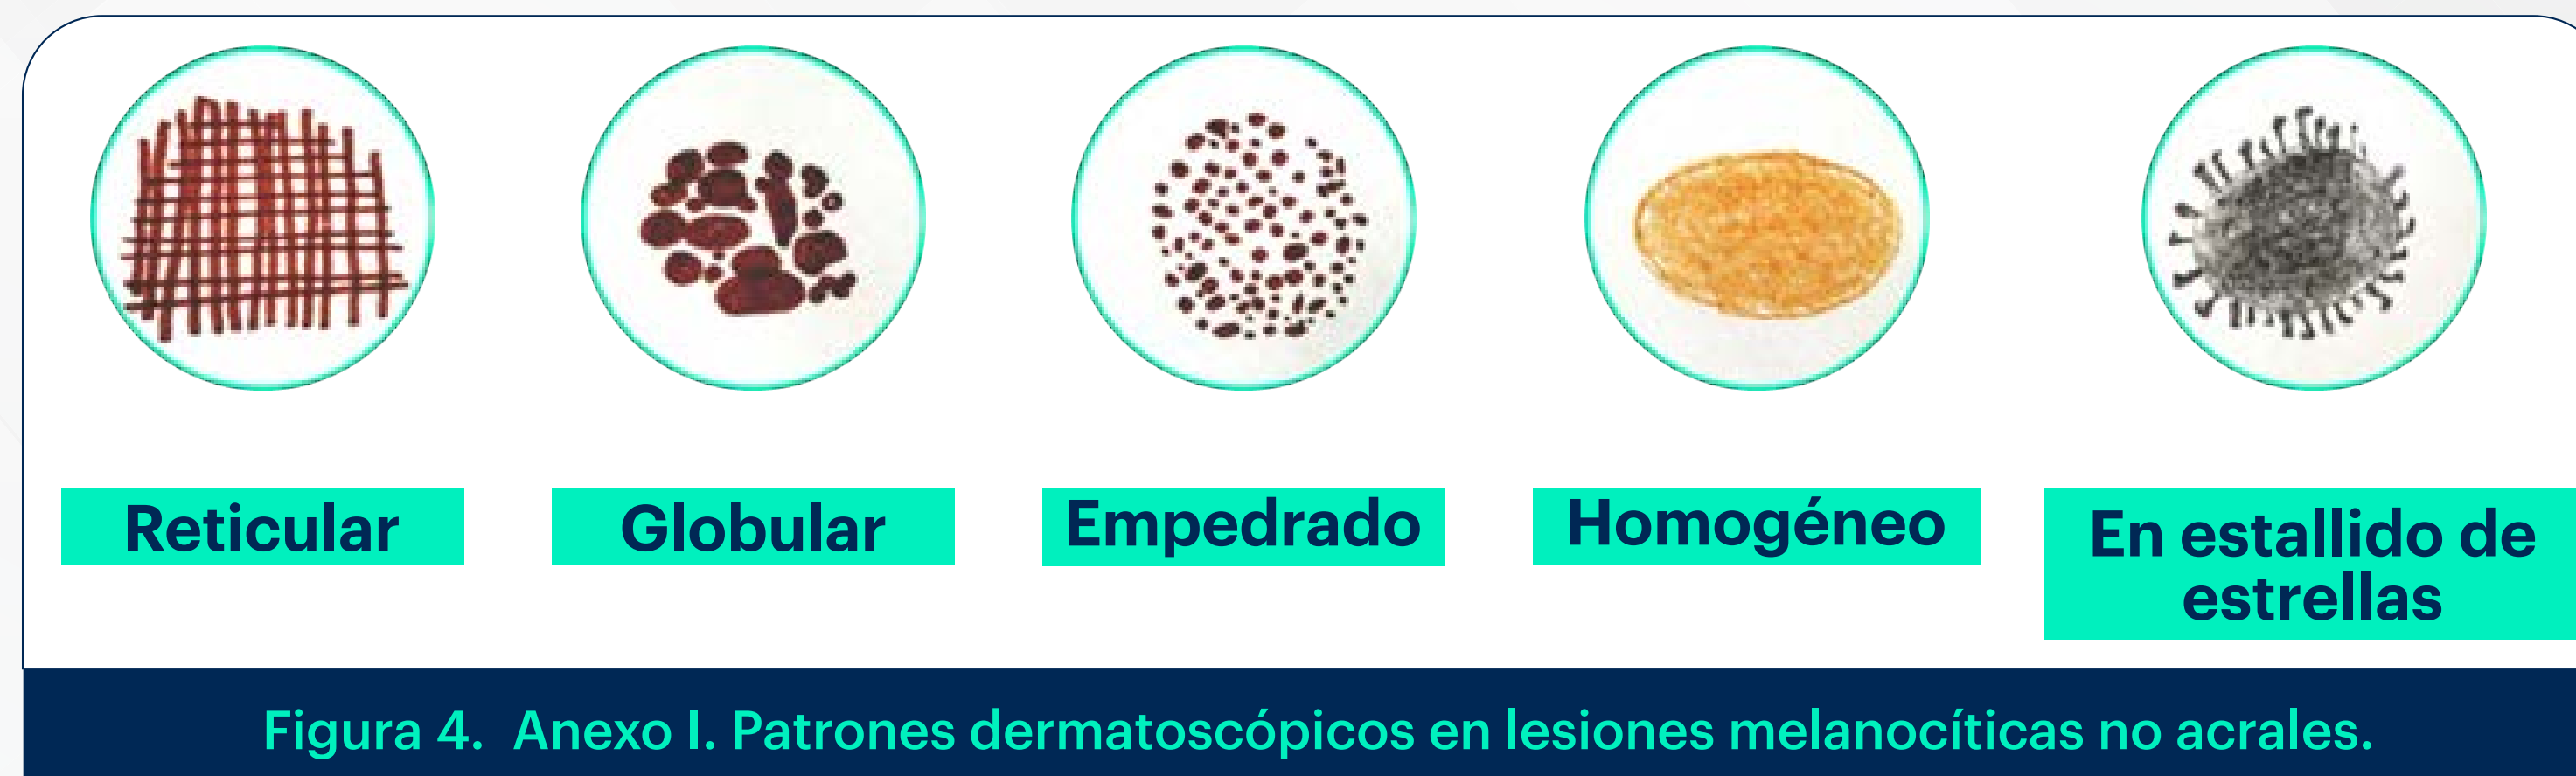 Reticular
Globular
Empedrado
Homogéneo
En estallido de
estrellas
Figura 4. Anexo I. Patrones dermatoscópicos en lesiones melanocíticas no acrales.